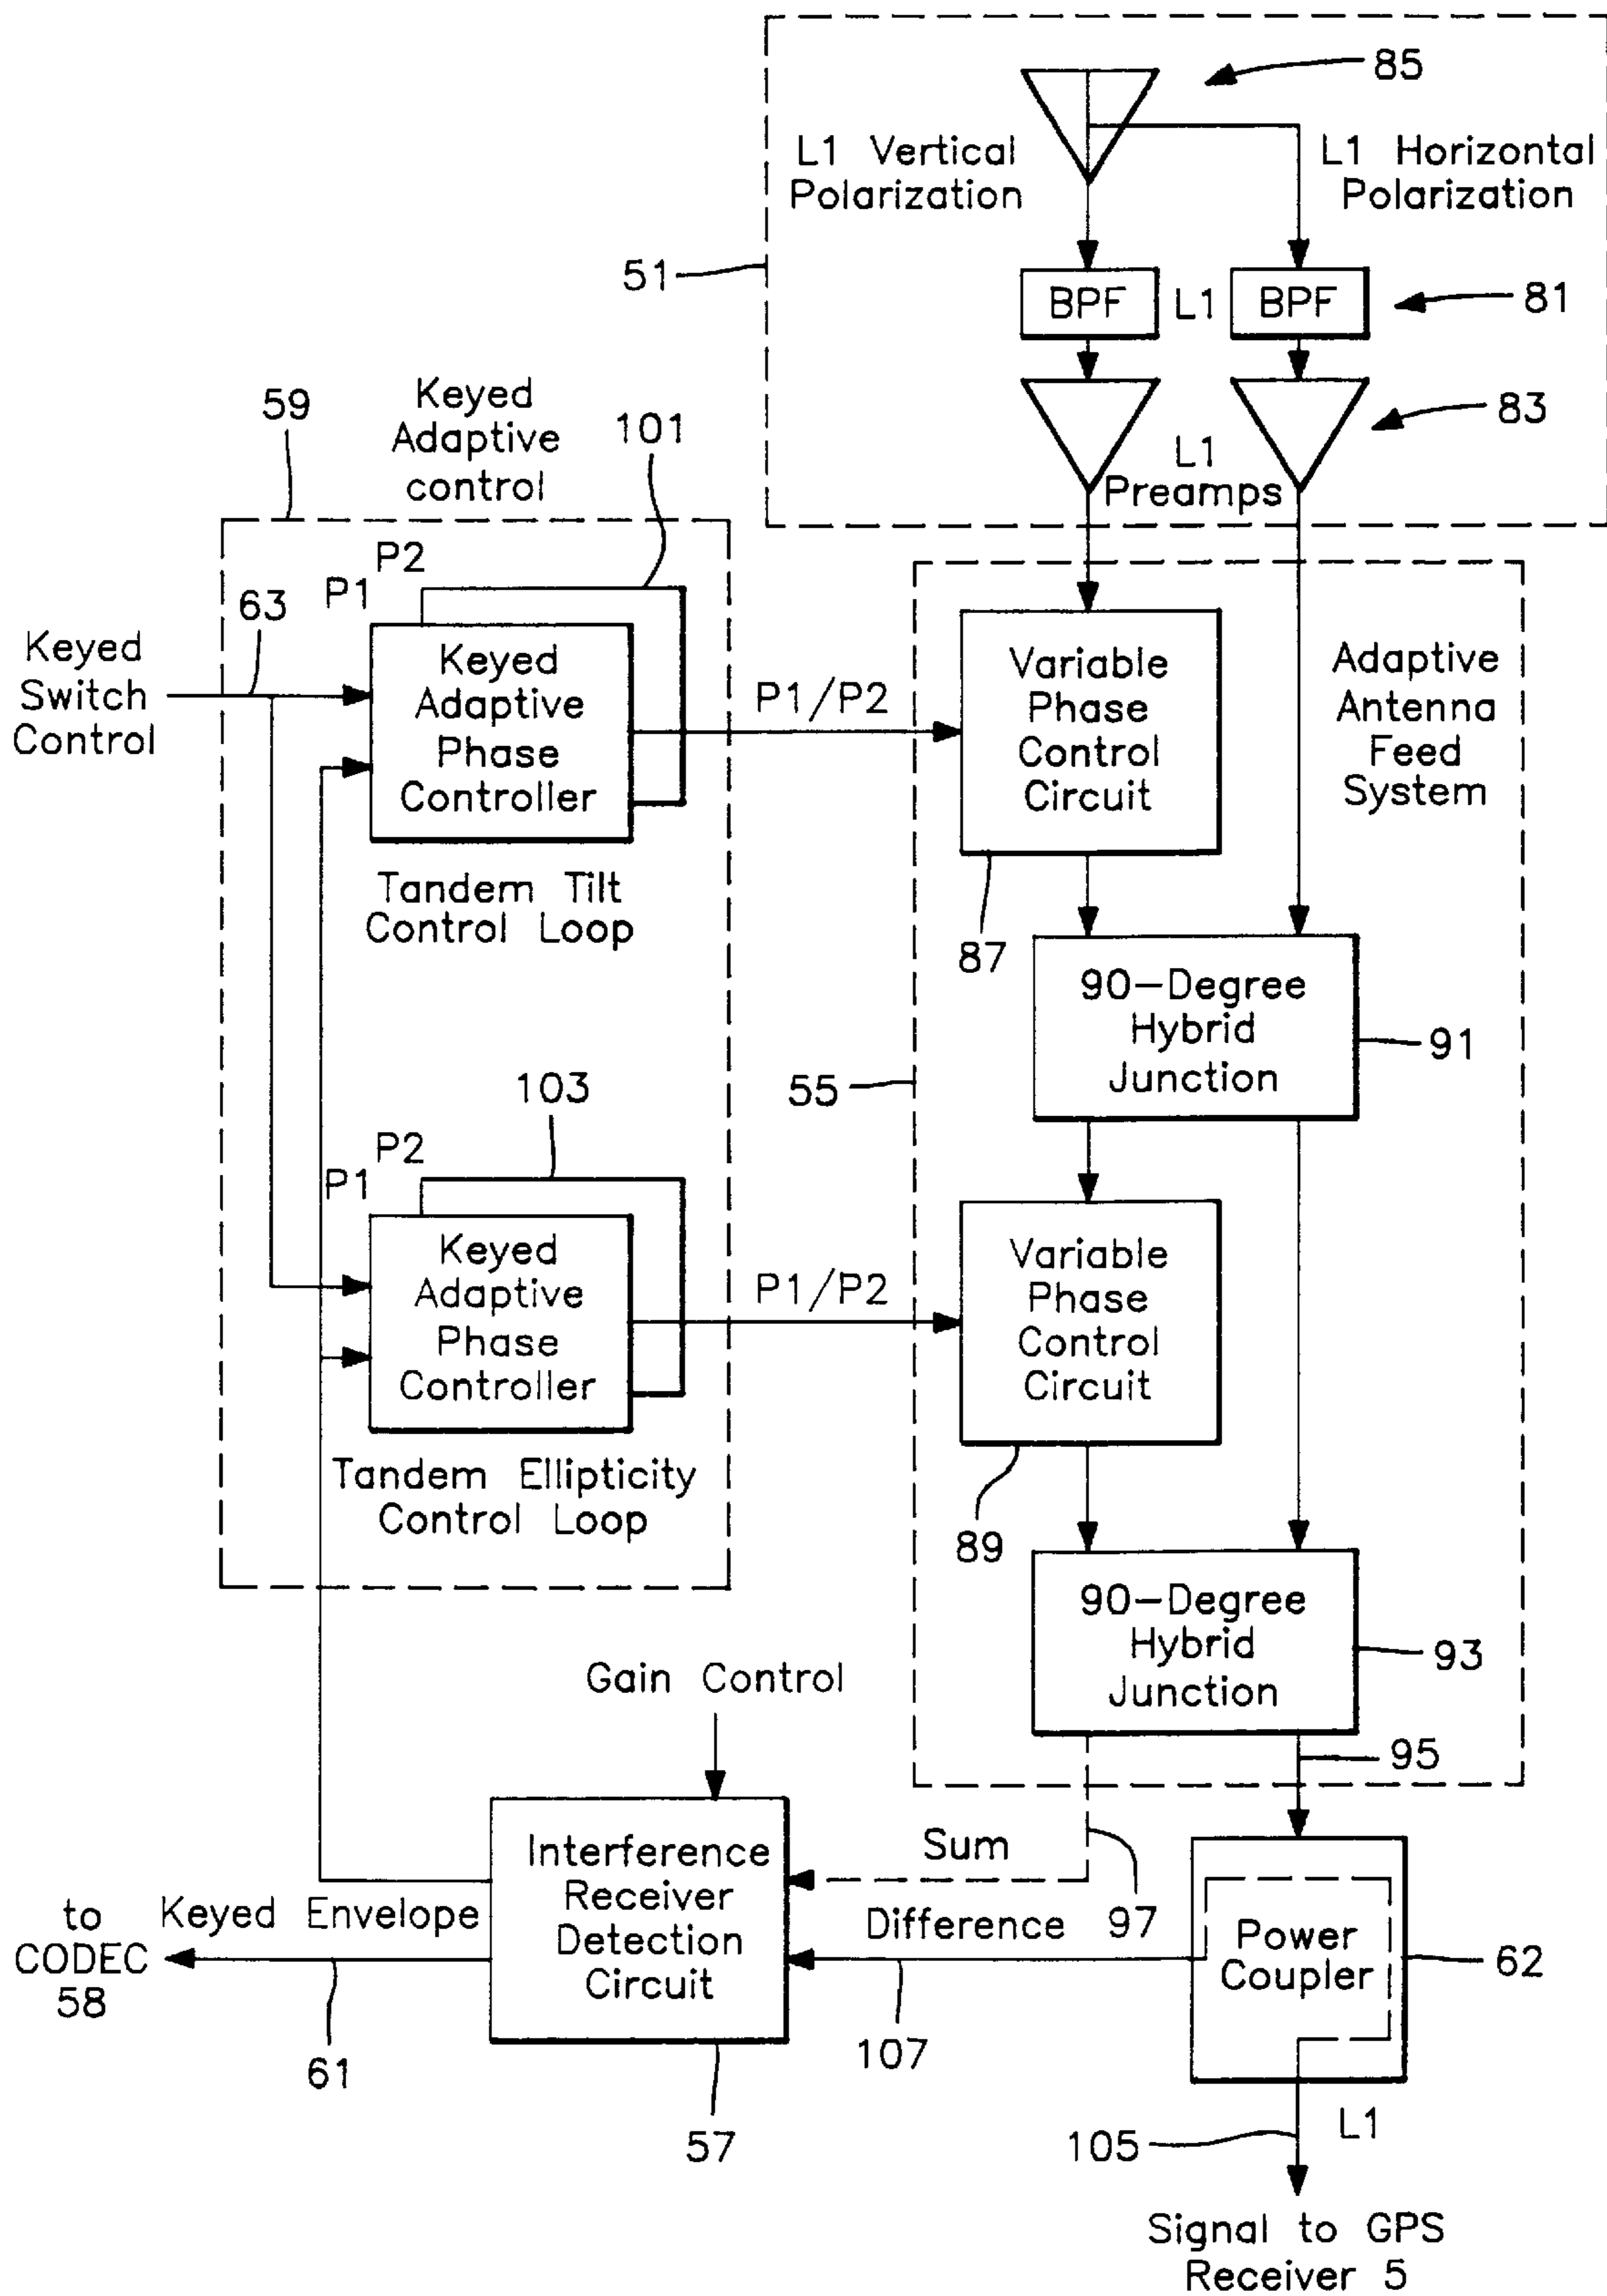 85
L1 Vertical
Polarization
L1 Horizontal
Polarization
51
BPF
L1
BPF
81
83
L1
Preamps
59
Keyed
Adaptive
control
101
P2
P1
63
Keyed
Switch
Control
Keyed
Adaptive
Phase
Controller
P1/P2
Variable
Phase
Control
Circuit
Adaptive
Antenna
Feed
System
Tandem Tilt
Control Loop
87
90-Degree
Hybrid
Junction
91
55
103
P2
P1
Keyed
Adaptive
Phase
Controller
P1/P2
Variable
Phase
Control
Circuit
Tandem Ellipticity
Control Loop
89
90-Degree
Hybrid
Junction
93
Gain Control
95
Interference
Receiver
Detection
Circuit
Sum
97
Difference
107
Power
Coupler
62
to
CODEC
58
Keyed Envelope
61
57
105
L1
Signal to GPS
Receiver 5